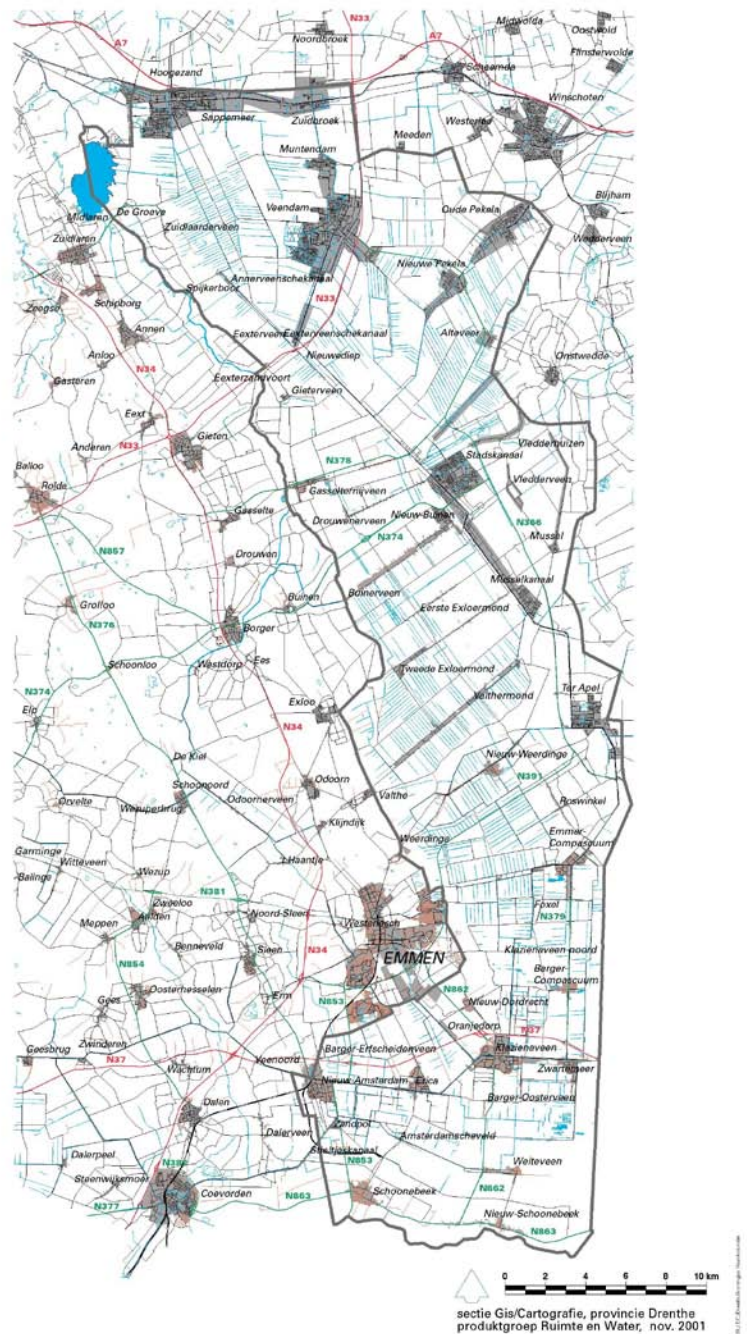 N33
Noordbroek
A7
A7
Midwolda
Oostwold
Finsterwolde
Scheemda
Hoogezand
Sappemeer
Zuidbroek
Winschoten
Westerlee
Meeden
Muntendam
Veendam
Oude Pekela
Blijham
Wedderveen
Midlaren
De Groeve
Zuidlaren
Zuidlaarderveen
Nieuwe Pekela
Annerveenschekanaal
Spijkerboor
N33
Zeegse
Schipborg
Annen
Eexterveen
Eexterveenschekanaal
Alteveer
Onstwedde
Nieuwediep
Anloo
N34
Gasteren
Eexterzandvoort
Gieterveen
Eext
N33
Gieten
Anderen
Vledderhuizen
Stadskanaal
Balloo
Rolde
N378
Gasselternijveen
Vledderveen
Gasselte
Drouwenerveen
Nieuw-Buinen
N366
N374
Mussel
N857
Drouwen
Buinerveen
Musselkanaal
Grolloo
Buinen
Eerste Exloermond
N376
Borger
Schoonloo
Westdorp
Ees
Tweede Exloermond
Valthermond
Ter Apel
N374
Elp
Exloo
N34
De Kiel
Nieuw-Weerdinge
N391
Schoonoord
Odoorn
Roswinkel
Orvelte
Wezuperbrug
Odoornerveen
Valthe
Klijndijk
Weerdinge
Emmer-
Compascuum
Garminge
Witteveen
't Haantje
Balinge
Wezup
N381
Foxel
Zweeloo
Aalden
Noord-Sleen
Westenesch
N379
Meppen
Benneveld
Sleen
N34
EMMEN
Klazienaveen-noord
N854
Barger-
Compascuum
Oosterhesselen
Erm
N853
N862
Nieuw-Dordrecht
Gees
Oranjedorp
N37
Zwinderen
Geesbrug
N37
Veenoord
Barger-Erfscheidenveen
Klazienaveen
Wachtum
Zwartemeer
Nieuw-Amsterdam
Erica
Dalen
Barger-Oosterveen
Zandpol
Dalerveen
Amsterdamscheveld
Stieltjeskanaal
Dalerpeel
N853
Weiteveen
Steenwijksmoer
Coevorden
Schoonebeek
N862
N377
N863
Nieuw-Schoonebeek
N863
0 2 4 6 8 10 km
sectie Gis/Cartografie, provincie Drenthe
produktgroep Ruimte en Water, nov. 2001